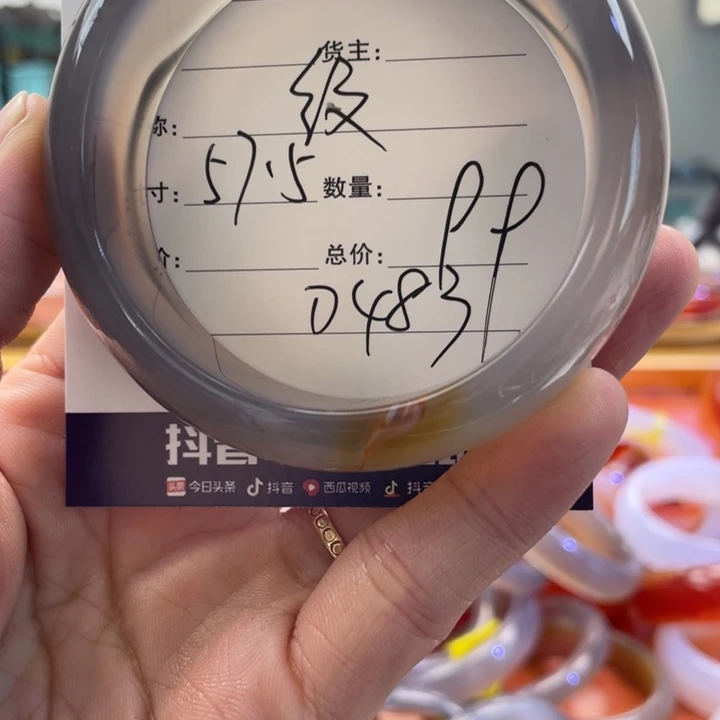 货主:
级
称:
寸: 57.5 数量:
PP
价: 总价:
0483
抖音
今日头条 抖音 西瓜视频 抖音